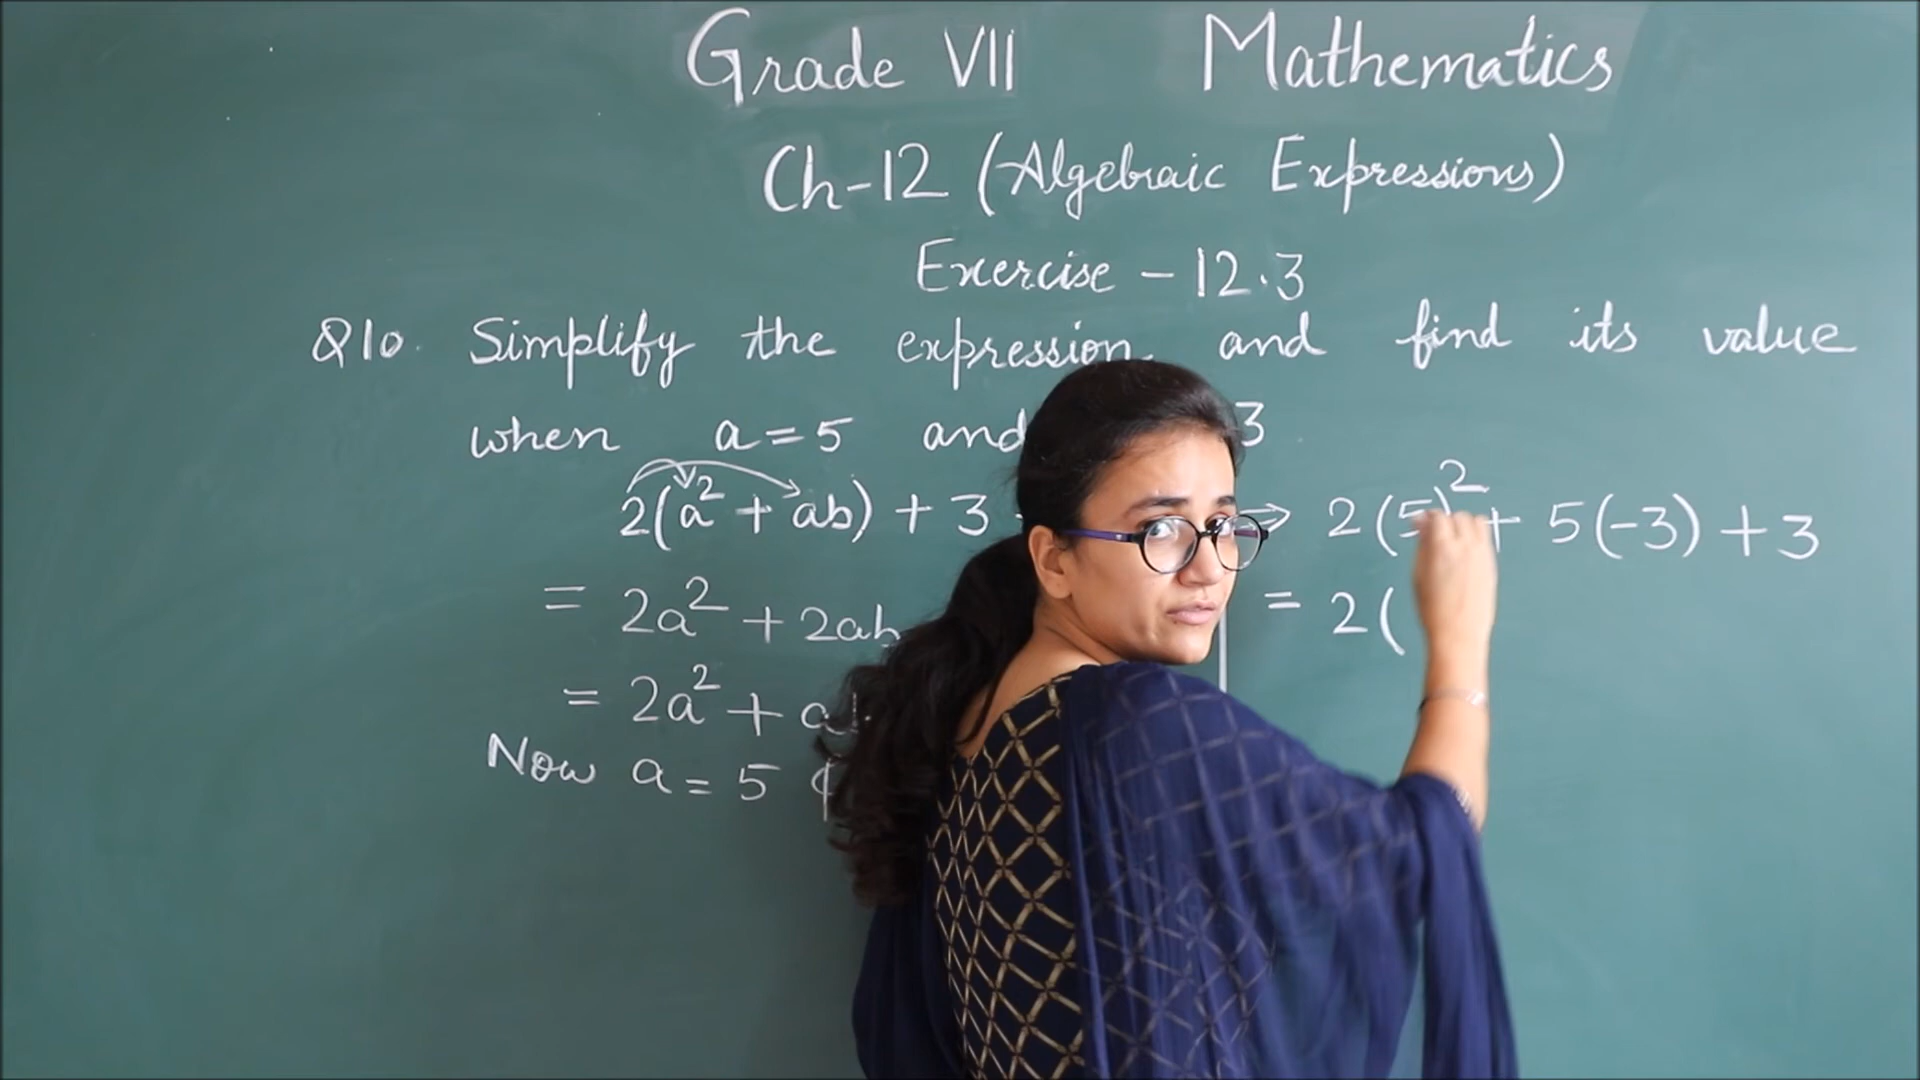 Grade VII Mathematics
Ch-12 (Algebraic Expressions)
Exercise - 12.3
Q10. Simplify the expression and find its value
when a = 5 and 3.
2(a² + ab) + 3
= 2a² + 2ab
= 2a² + a
Now a = 5
⇒ 2(5)² + 5(-3) + 3
= 2(